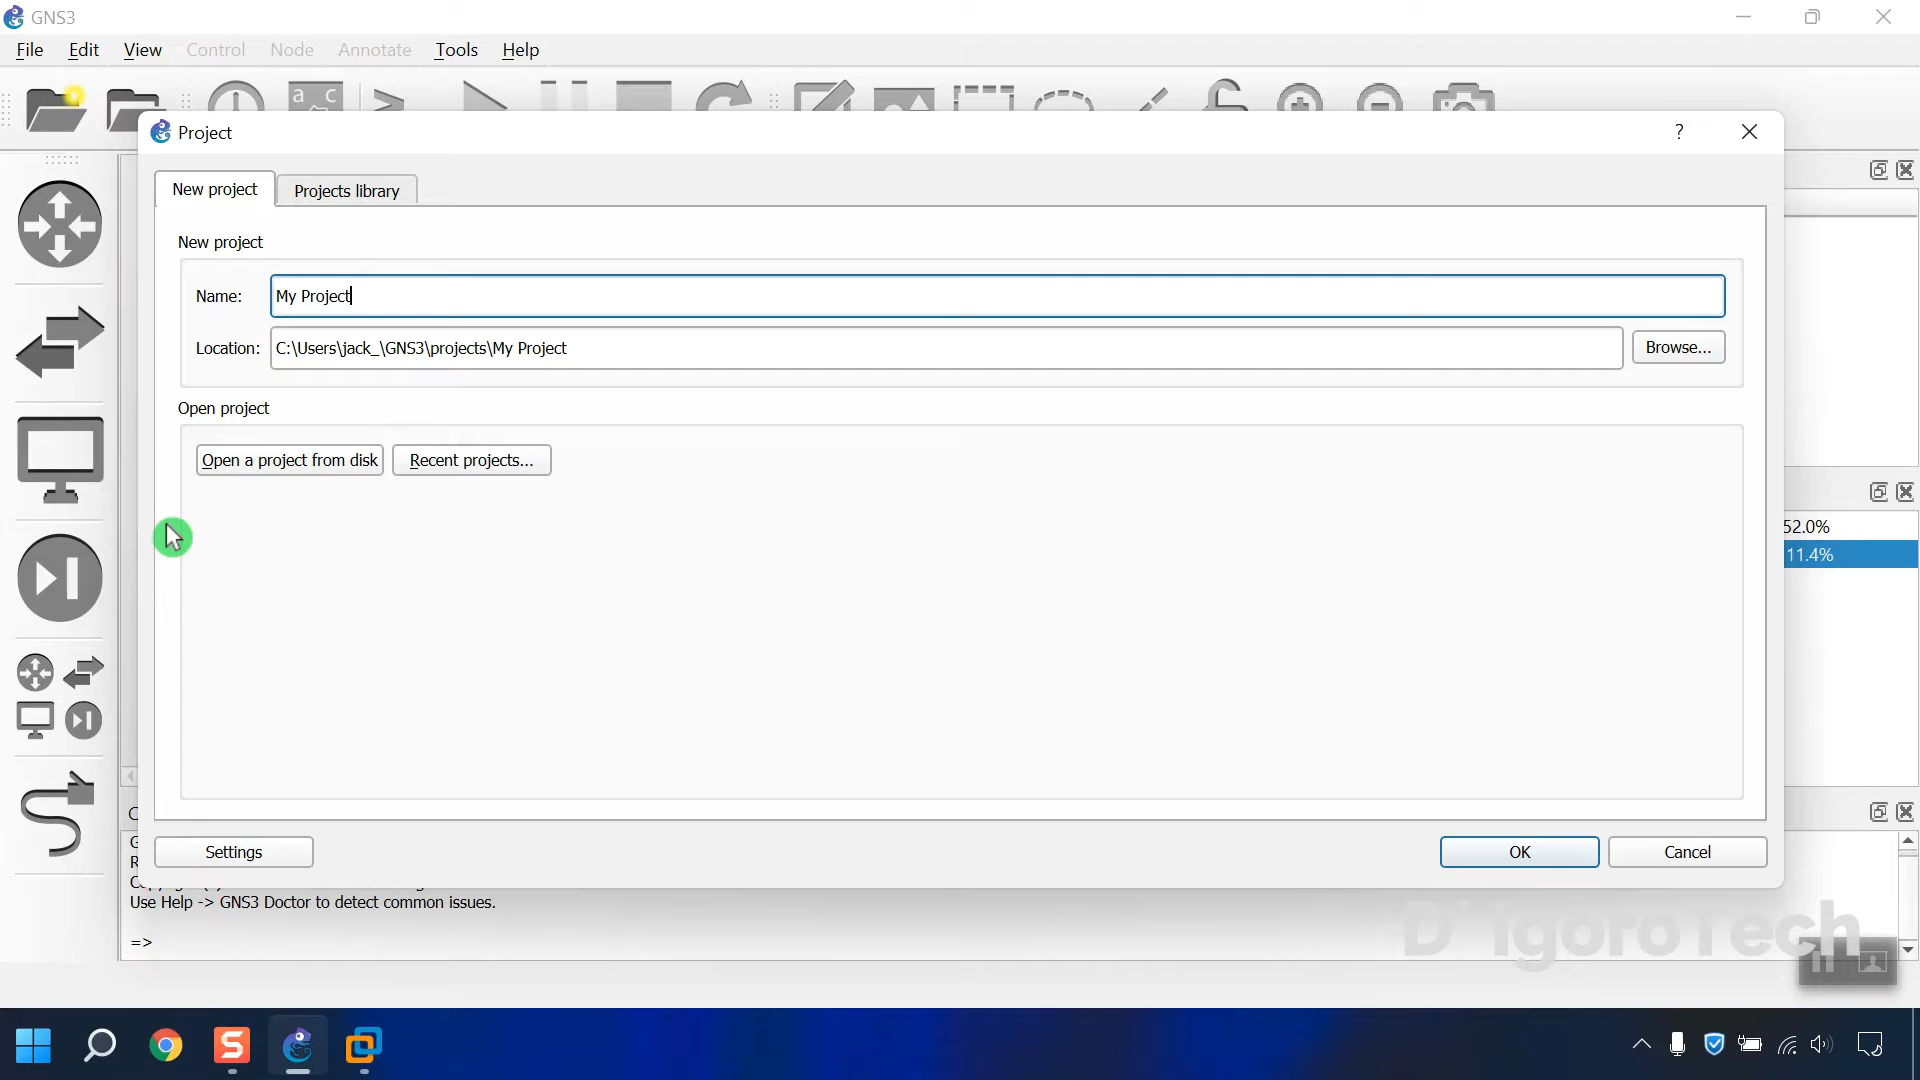 GNS3
File Edit View Control Node Annotate Tools Help
Project
New project Projects library
New project
Name: My Project
Location: C:\Users\jack_\GNS3\projects\My Project Browse...
Open project
Open a project from disk Recent projects...
52.0%
11.4%
Settings OK Cancel
Use Help -> GNS3 Doctor to detect common issues.
=>
D'igoroTech